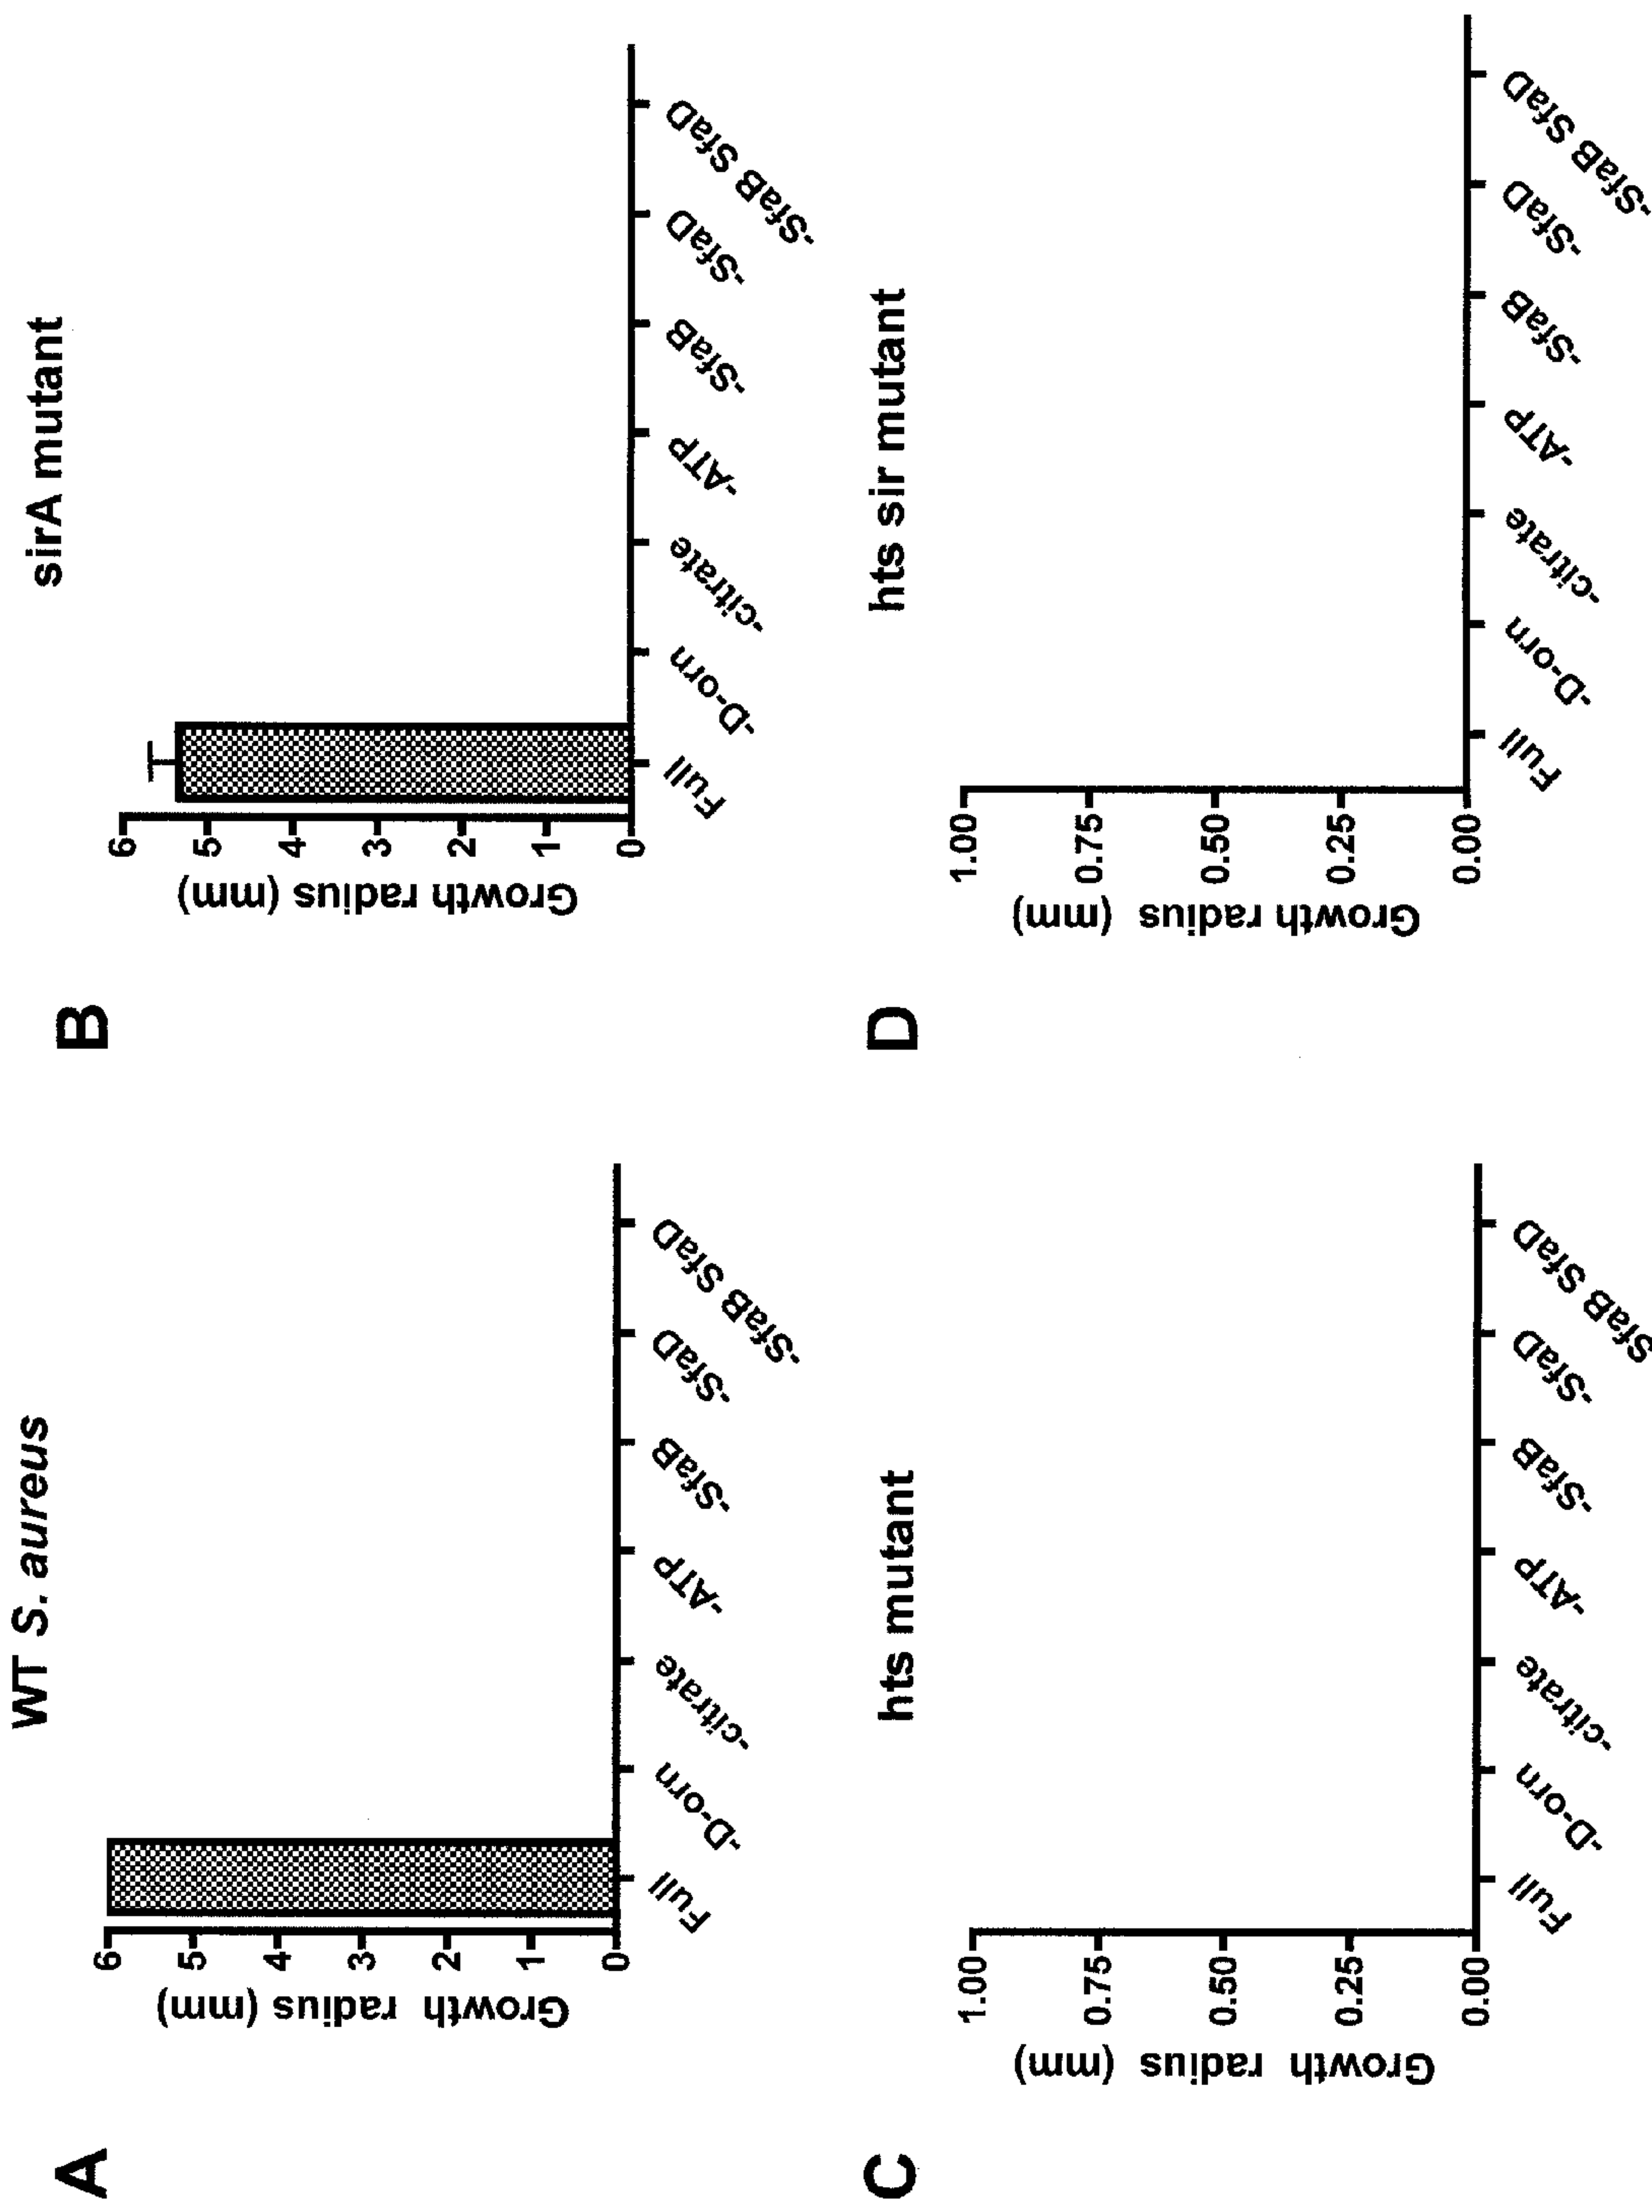 A
WT S. aureus
Growth radius (mm)
6
5
4
3
2
1
0
Full
-D-orn
-citrate
-ATP
-SfaB
-SfaD
-SfaB SfaD
B
sirA mutant
Growth radius (mm)
6
5
4
3
2
1
0
Full
-D-orn
-citrate
-ATP
-SfaB
-SfaD
-SfaB SfaD
C
hts mutant
Growth radius (mm)
1.00
0.75
0.50
0.25
0.00
Full
-D-orn
-citrate
-ATP
-SfaB
-SfaD
SfaB SfaD
D
hts sir mutant
Growth radius (mm)
1.00
0.75
0.50
0.25
0.00
Full
-D-orn
-citrate
-ATP
-SfaB
-SfaD
-SfaB SfaD